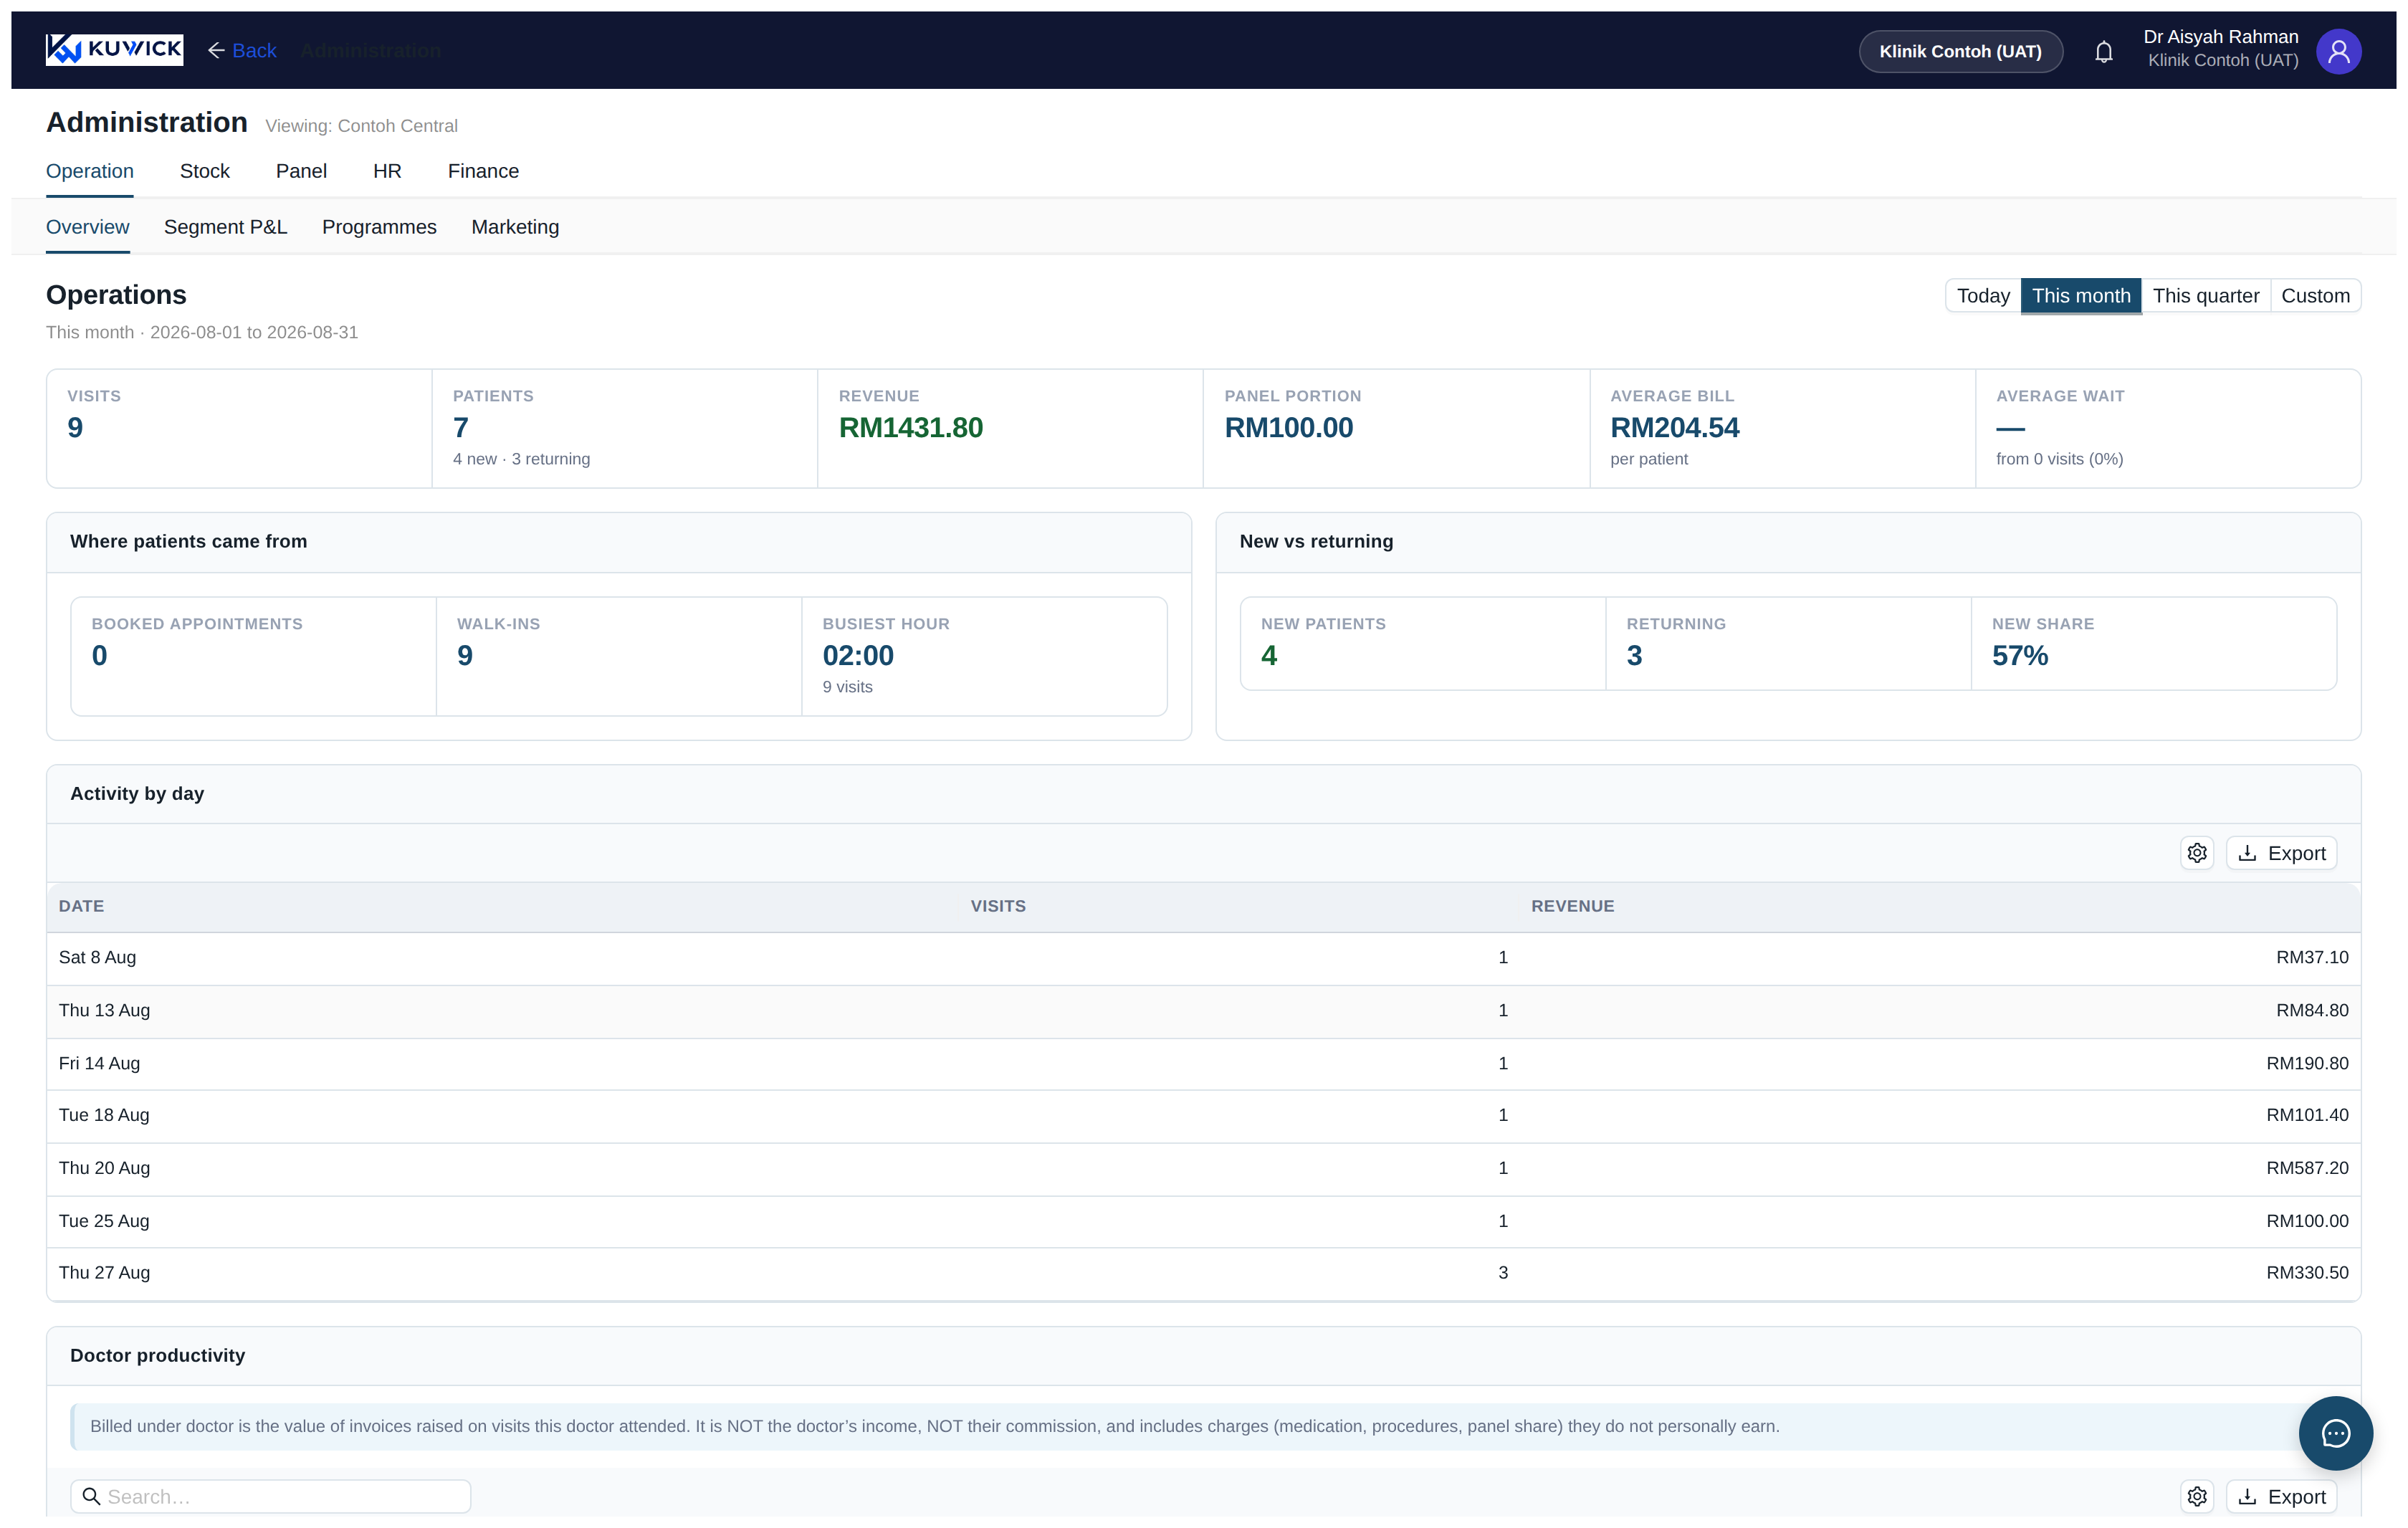 KUWICK
Back
Administration
Klinik Contoh (UAT)
Dr Aisyah Rahman
Klinik Contoh (UAT)
Administration
Viewing: Contoh Central
Operation Stock Panel HR Finance
Overview Segment P&L Programmes Marketing
Operations
Today This month This quarter Custom
This month · 2026-08-01 to 2026-08-31
VISITS
9
PATIENTS
7
4 new · 3 returning
REVENUE
RM1431.80
PANEL PORTION
RM100.00
AVERAGE BILL
RM204.54
per patient
AVERAGE WAIT
—
from 0 visits (0%)
Where patients came from
BOOKED APPOINTMENTS
0
WALK-INS
9
BUSIEST HOUR
02:00
9 visits
New vs returning
NEW PATIENTS
4
RETURNING
3
NEW SHARE
57%
Activity by day
Export
DATE VISITS REVENUE
Sat 8 Aug 1 RM37.10
Thu 13 Aug 1 RM84.80
Fri 14 Aug 1 RM190.80
Tue 18 Aug 1 RM101.40
Thu 20 Aug 1 RM587.20
Tue 25 Aug 1 RM100.00
Thu 27 Aug 3 RM330.50
Doctor productivity
Billed under doctor is the value of invoices raised on visits this doctor attended. It is NOT the doctor’s income, NOT their commission, and includes charges (medication, procedures, panel share) they do not personally earn.
Search…
Export